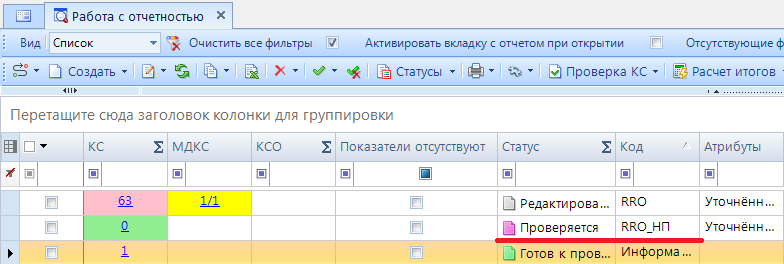 Работа с отчетностью
Вид Список Очистить все фильтры Активировать вкладку с отчетом при открытии Отсутствующие ф
Создать Статусы Проверка КС Расчет итогов
Перетащите сюда заголовок колонки для группировки
КС Σ МДКС КСО Σ Показатели отсутствуют Статус Σ Код Атрибуты
63 1/1 Редактирова... RRO Уточнённ...
0 Проверяется RRO_НП Уточнённ...
1 Готов к пров... Информа...